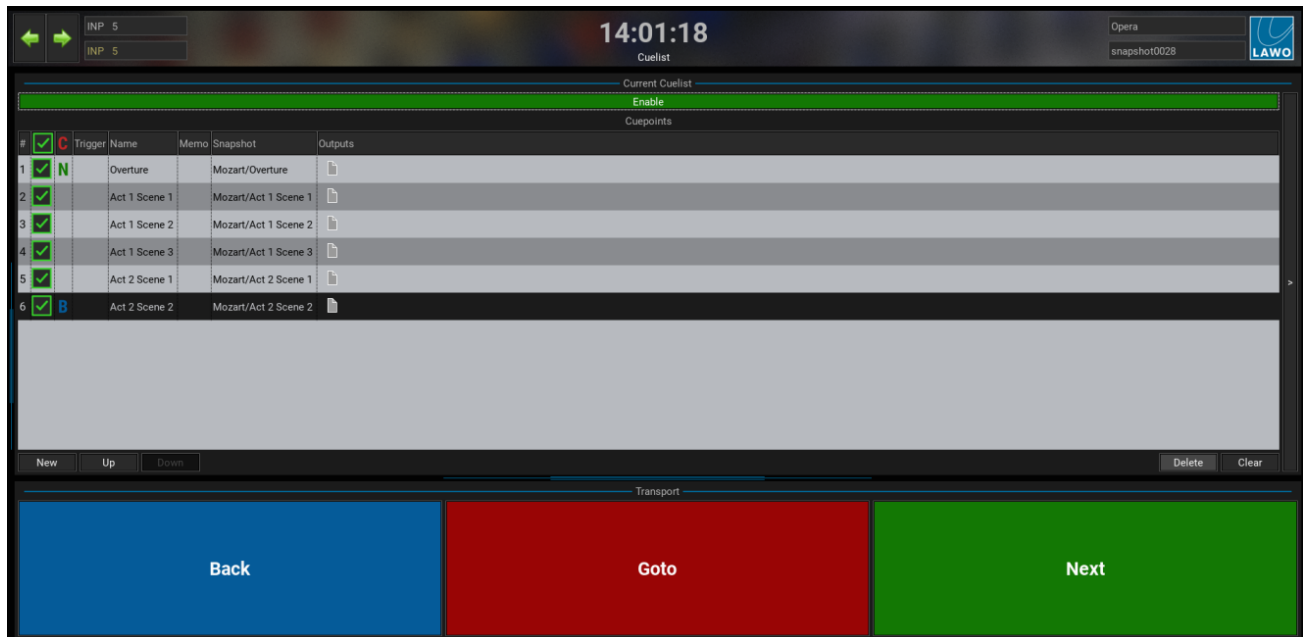 INP 5
INP 5
14:01:18
Cuelist
Opera
snapshot0028
LAWO
Current Cuelist
Enable
Cuepoints
# C Trigger Name Memo Snapshot Outputs
1 N Overture Mozart/Overture
2 Act 1 Scene 1 Mozart/Act 1 Scene 1
3 Act 1 Scene 2 Mozart/Act 1 Scene 2
4 Act 1 Scene 3 Mozart/Act 1 Scene 3
5 Act 2 Scene 1 Mozart/Act 2 Scene 1
6 B Act 2 Scene 2 Mozart/Act 2 Scene 2
>
New Up Down Delete Clear
Transport
Back Goto Next